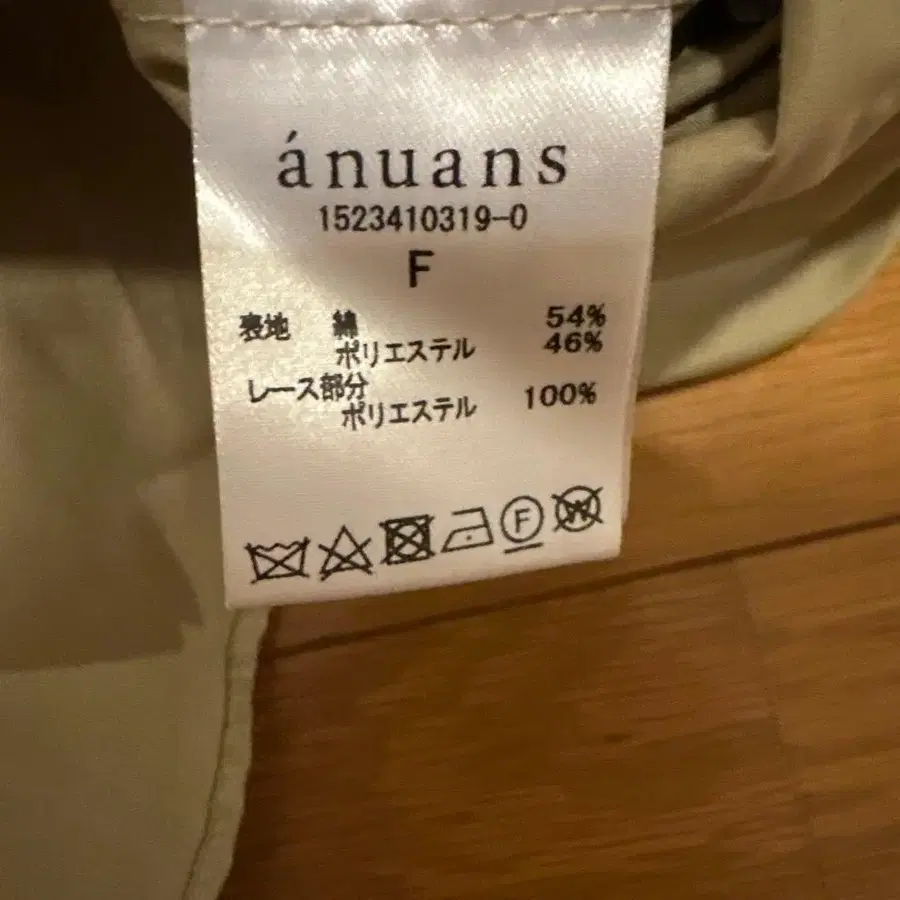 ánuans
1523410319-0
F
表地 綿 54%
ポリエステル 46%
レース部分
ポリエステル 100%
F
W